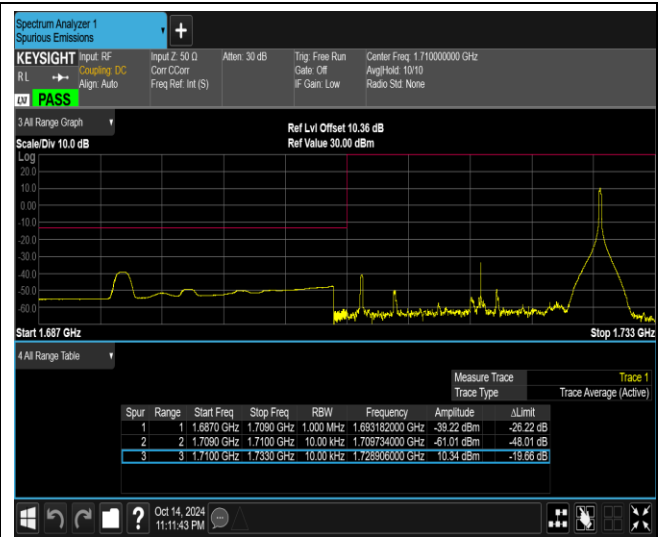 Spectrum Analyzer 1
Spurious Emissions
+
KEYSIGHT Input: RF Input Z: 50 Ω Atten: 30 dB Trig: Free Run Center Freq: 1.710000000 GHz
RL Coupling: DC Corr CCorr Gate: Off Avg|Hold: 10/10
Align: Auto Freq Ref: Int (S) IF Gain: Low Radio Std: None
LXI PASS
3 All Range Graph
Ref Lvl Offset 10.36 dB
Scale/Div 10.0 dB Ref Value 30.00 dBm
Log
20.0
10.0
0.00
-10.0
-20.0
-30.0
-40.0
-50.0
-60.0
Start 1.687 GHz Stop 1.733 GHz
4 All Range Table
Measure Trace Trace 1
Trace Type Trace Average (Active)
Spur Range Start Freq Stop Freq RBW Frequency Amplitude ΔLimit
1 1 1.6870 GHz 1.7090 GHz 1.000 MHz 1.693182000 GHz -39.22 dBm -26.22 dB
2 2 1.7090 GHz 1.7100 GHz 10.00 kHz 1.709734000 GHz -61.01 dBm -48.01 dB
3 3 1.7100 GHz 1.7330 GHz 10.00 kHz 1.728906000 GHz 10.34 dBm -19.66 dB
? Oct 14, 2024
11:11:43 PM